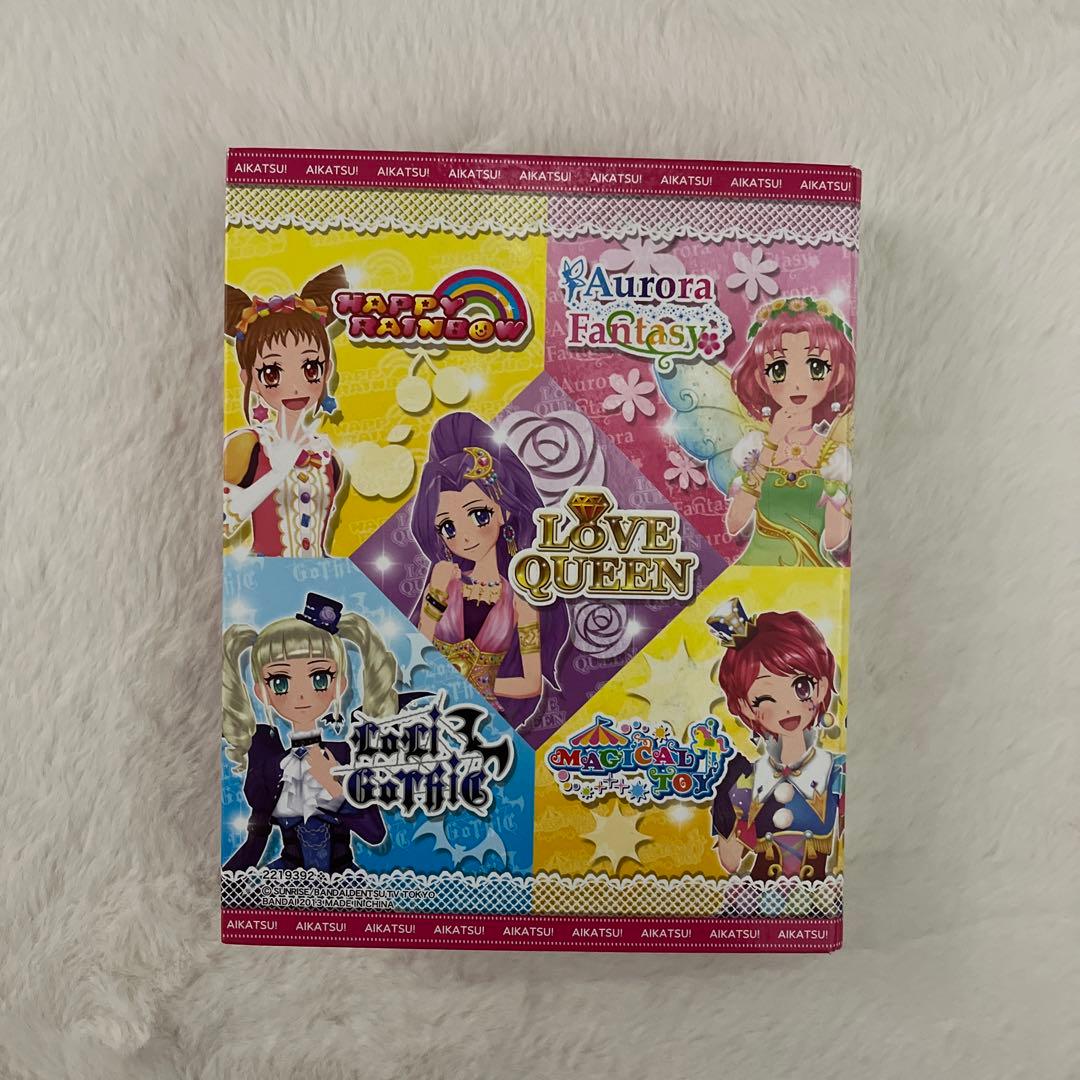 AIKATSU! AIKATSU! AIKATSU! AIKATSU! AIKATSU! AIKATSU! AIKATSU! AIKATSU! AIKATSU!
HAPPY
RAINBOW
Aurora
Fantasy
LOVE
QUEEN
LoLi
GoThiC
MAGICAL
TOY
2219392
©SUNRISE/BANDAI,DENTSU,TV TOKYO
BANDAI 2013 MADE IN CHINA
AIKATSU! AIKATSU! AIKATSU! AIKATSU! AIKATSU! AIKATSU! AIKATSU! AIKATSU! AIKATSU!